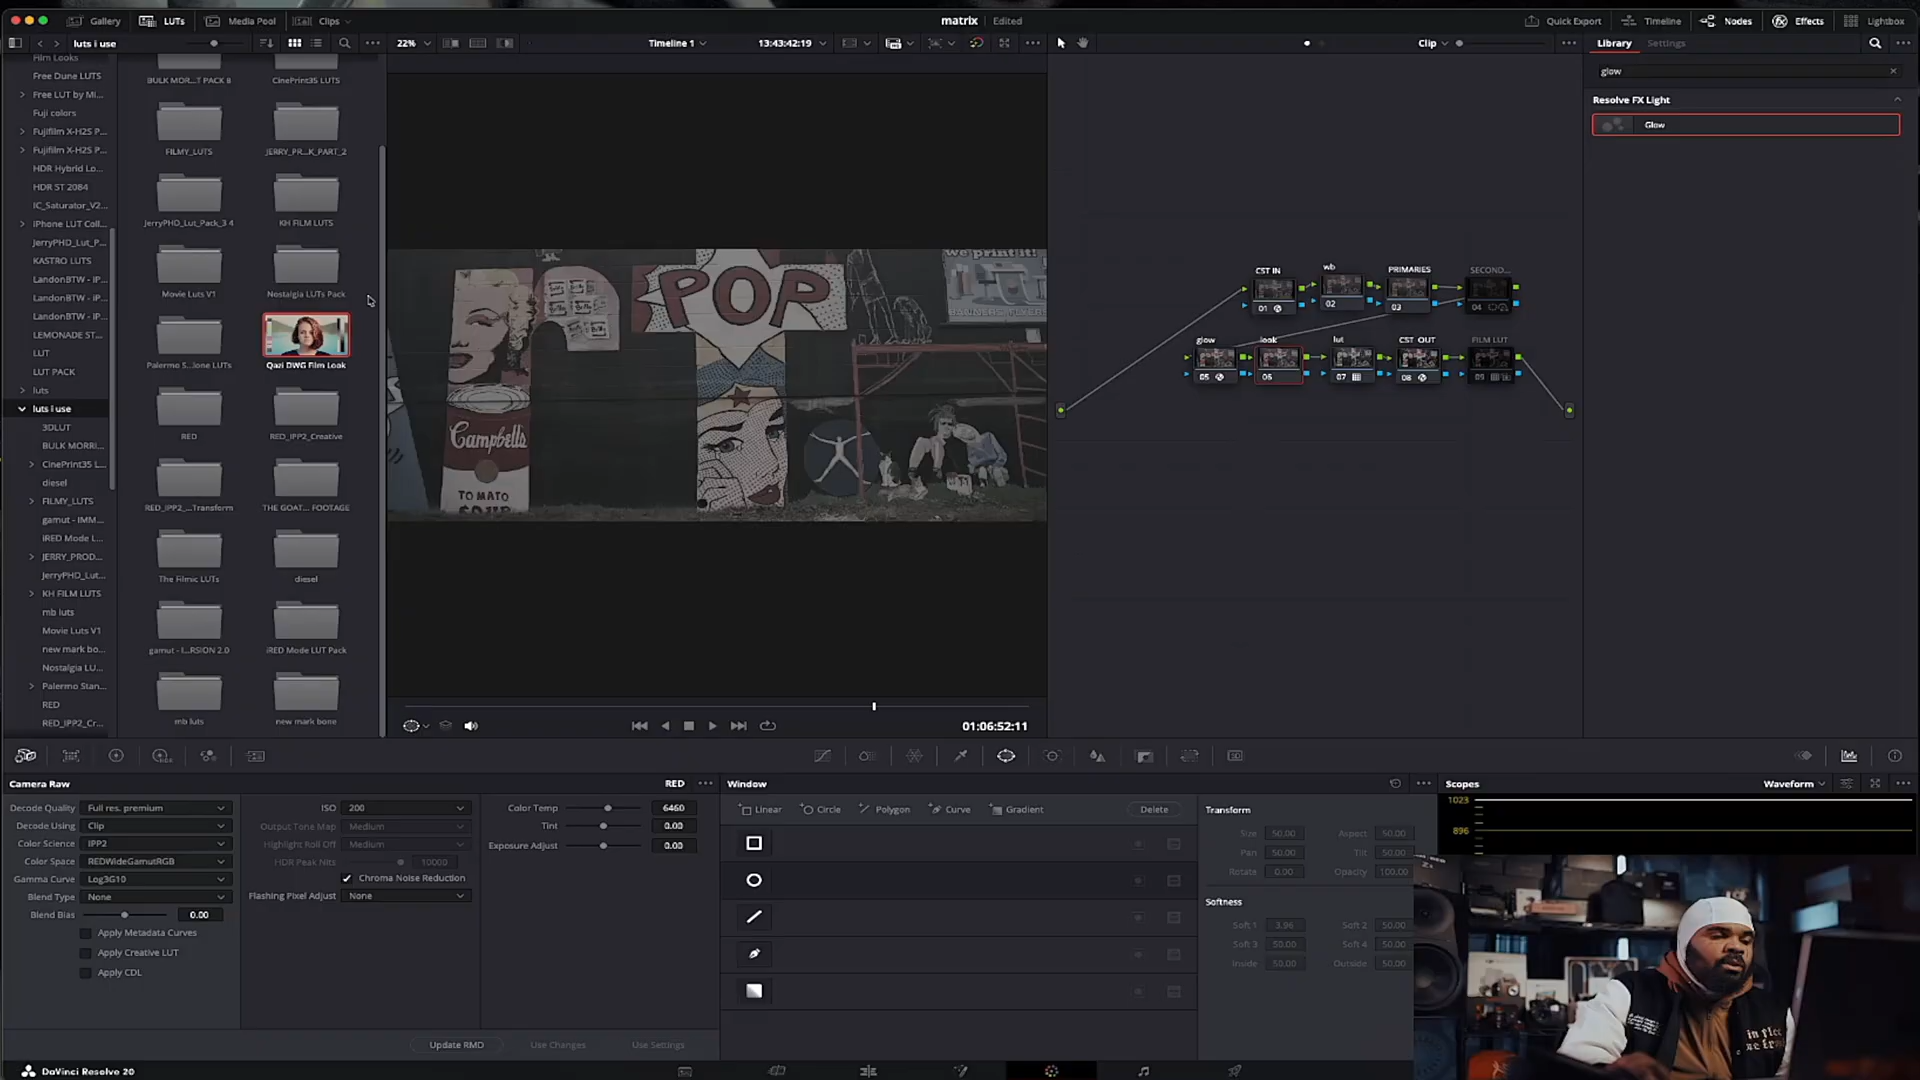 Gallery LUTs Media Pool Clips matrix Edited Quick Export Timeline Nodes Effects Lightbox
luts i use 22% Timeline 1 13:43:42:19 Clip Library Settings
glow
Resolve FX Light
Glow
Film Looks
Free Dune LUTS
Free LUT by Mi...
Fuji colors
Fujifilm X-H2S P...
Fujifilm X-H2S P...
HDR Hybrid Lo...
HDR ST 2084
IC_Saturator_V2...
iPhone LUT Coll...
JerryPHD_Lut_P...
KASTRO LUTS
LandonBTW - iP...
LandonBTW - iP...
LandonBTW - iP...
LEMONADE ST...
LUT
LUT PACK
luts
luts i use
3DLUT
BULK MORRI...
CinePrint35 L...
diesel
FILMY_LUTS
gamut - IMM...
iRED Mode L...
JERRY_PROD...
JerryPHD_Lut...
KH FILM LUTS
mb luts
Movie Luts V1
new mark bo...
Nostalgia LU...
Palermo Stan...
RED
RED_IPP2_Cr...
BULK MOR...T PACK 8 CinePrint35 LUTS
FILMY_LUTS JERRY_PR...K_PART_2
JerryPHD_Lut_Pack_3 4 KH FILM LUTS
Movie Luts V1 Nostalgia LUTs Pack
Palermo S...lone LUTs Qazi DWG Film Look
RED RED_IPP2_Creative
RED_IPP2_...Transform THE GOAT... FOOTAGE
The Filmic LUTs diesel
gamut - I...RSION 2.0 iRED Mode LUT Pack
mb luts new mark bone
we print it!
POP
Campbells
TOMATO
SOUP
CST IN wb PRIMARIES SECOND...
01 02 03 04
glow look lut CST OUT FILM LUT
05 06 07 08 09
01:06:52:11
Camera Raw RED
Decode Quality Full res. premium
Decode Using Clip
Color Science IPP2
Color Space REDWideGamutRGB
Gamma Curve Log3G10
Blend Type None
Blend Bias 0.00
Apply Metadata Curves
Apply Creative LUT
Apply CDL
ISO 200
Output Tone Map Medium
Highlight Roll Off Medium
HDR Peak Nits 10000
Chroma Noise Reduction
Flashing Pixel Adjust None
Color Temp 6460
Tint 0.00
Exposure Adjust 0.00
Update RMD Use Changes Use Settings
Window
Linear Circle Polygon Curve Gradient Delete
Transform
Size 50.00 Aspect 50.00
Pan 50.00 Tilt 50.00
Rotate 0.00 Opacity 100.00
Softness
Soft 1 3.96 Soft 2 50.00
Soft 3 50.00 Soft 4 50.00
Inside 50.00 Outside 50.00
Scopes Waveform
1023
896
DaVinci Resolve 20